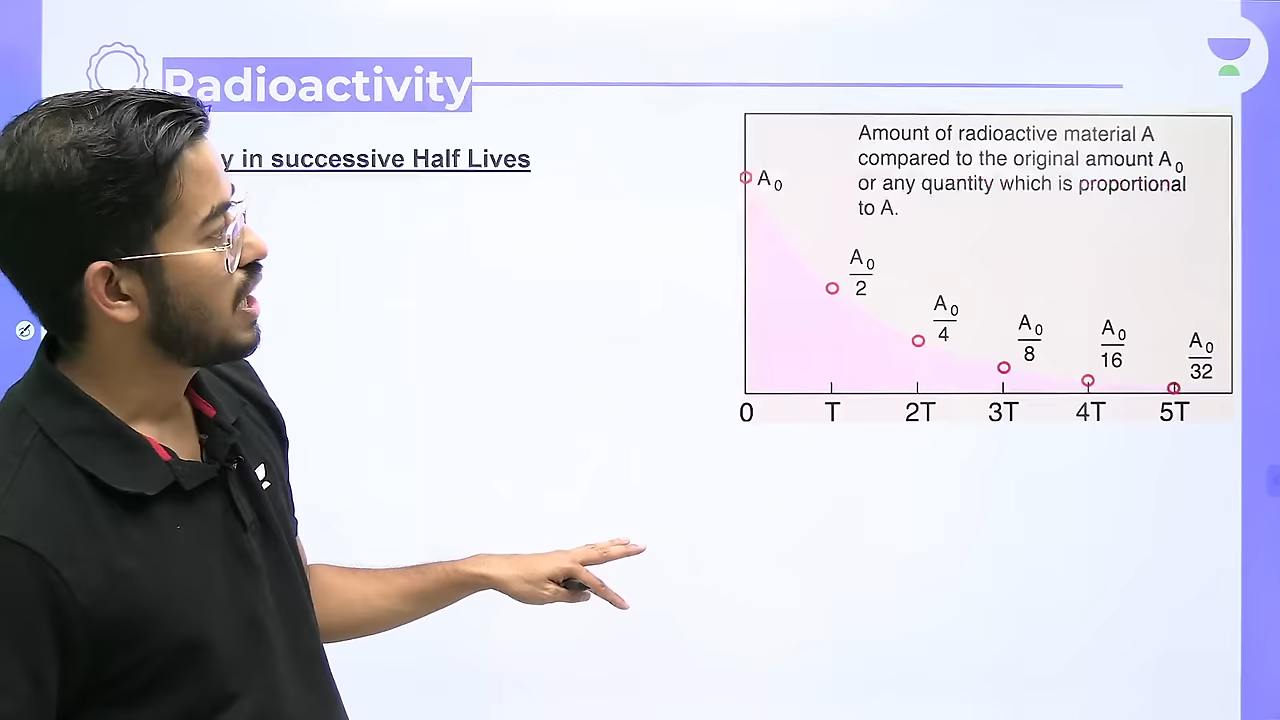 Radioactivity
y in successive Half Lives
Amount of radioactive material A
compared to the original amount A0
or any quantity which is proportional
to A.
A0
A0
2
A0
4
A0
8
A0
16
A0
32
0 T 2T 3T 4T 5T